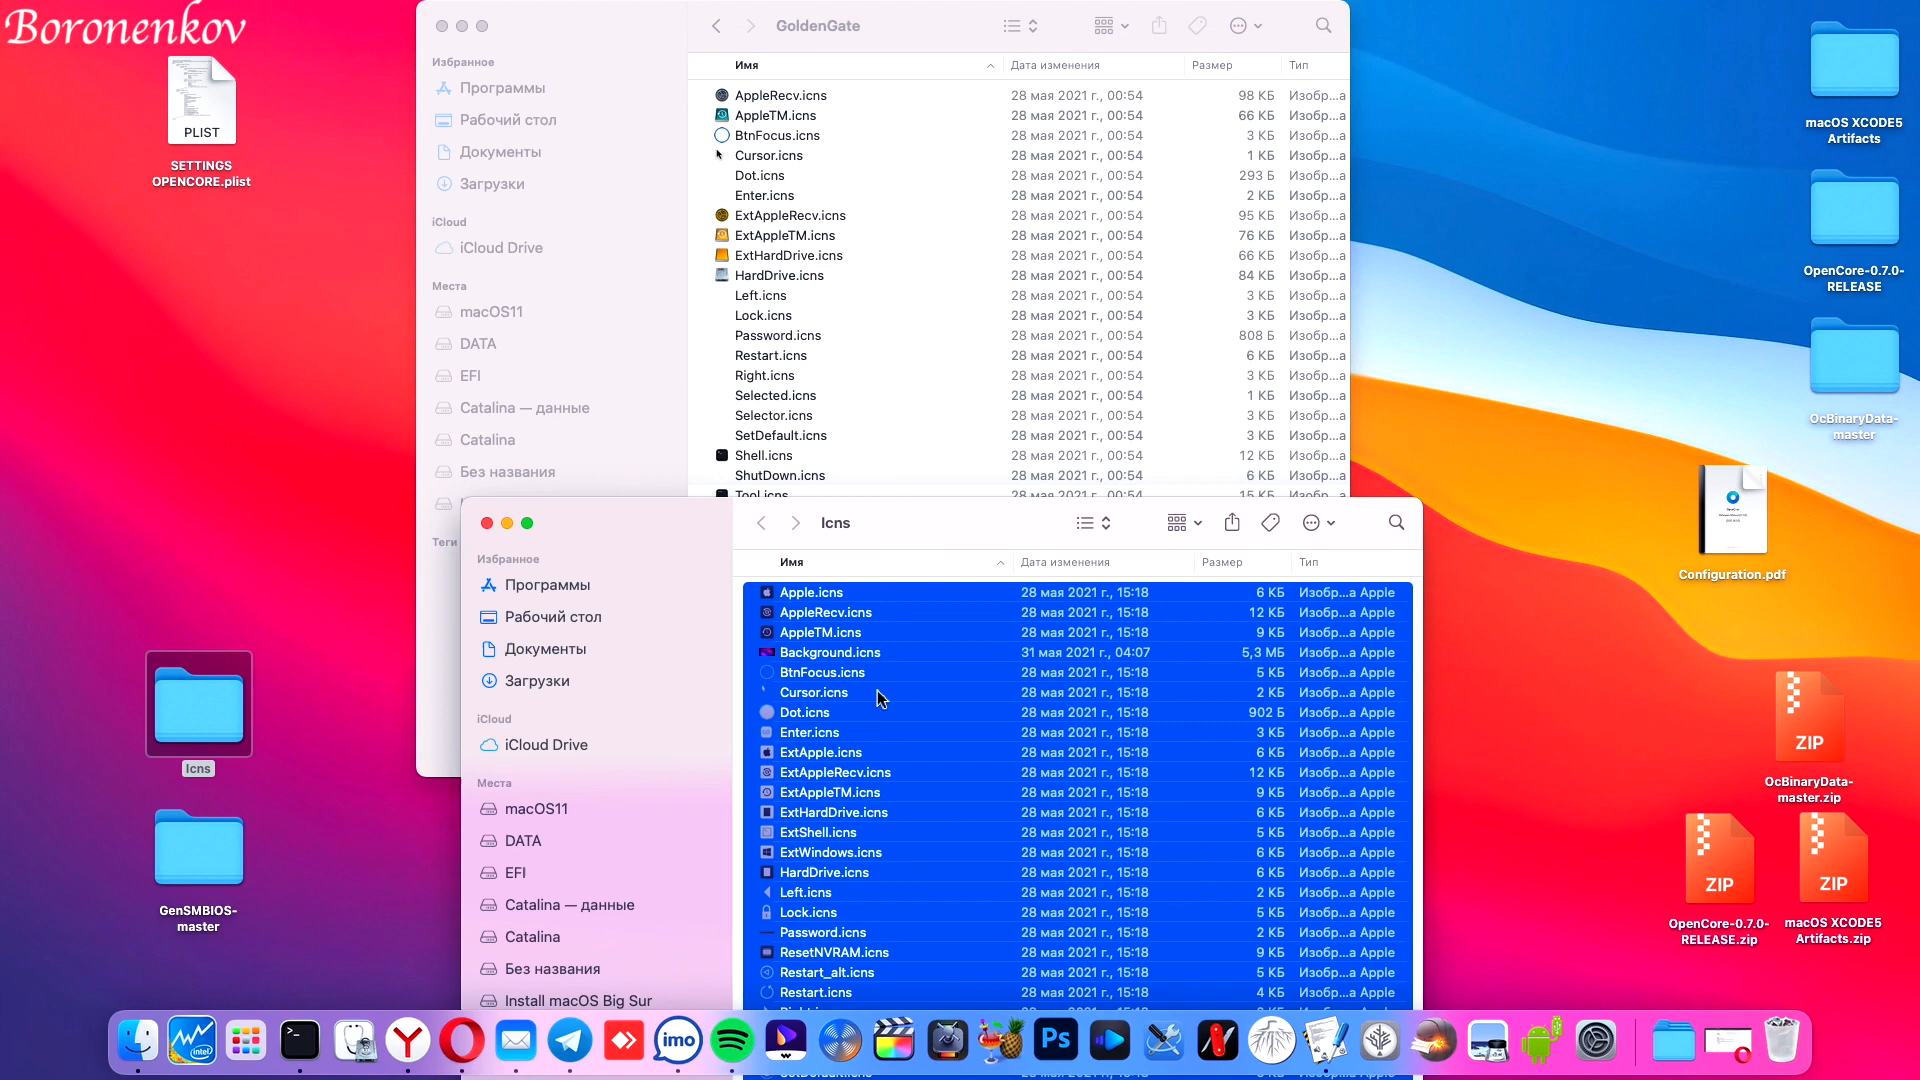 Boronenkov
PLIST
SETTINGS
OPENCORE.plist
Icns
GenSMBIOS-
master
Избранное
Программы
Рабочий стол
Документы
Загрузки
iCloud
iCloud Drive
Места
macOS11
DATA
EFI
Catalina — данные
Catalina
Без названия
Теги
GoldenGate
Имя Дата изменения Размер Тип
AppleRecv.icns 28 мая 2021 г., 00:54 98 КБ Изобр...а
AppleTM.icns 28 мая 2021 г., 00:54 66 КБ Изобр...а
BtnFocus.icns 28 мая 2021 г., 00:54 3 КБ Изобр...а
Cursor.icns 28 мая 2021 г., 00:54 1 КБ Изобр...а
Dot.icns 28 мая 2021 г., 00:54 293 Б Изобр...а
Enter.icns 28 мая 2021 г., 00:54 2 КБ Изобр...а
ExtAppleRecv.icns 28 мая 2021 г., 00:54 95 КБ Изобр...а
ExtAppleTM.icns 28 мая 2021 г., 00:54 76 КБ Изобр...а
ExtHardDrive.icns 28 мая 2021 г., 00:54 66 КБ Изобр...а
HardDrive.icns 28 мая 2021 г., 00:54 84 КБ Изобр...а
Left.icns 28 мая 2021 г., 00:54 3 КБ Изобр...а
Lock.icns 28 мая 2021 г., 00:54 3 КБ Изобр...а
Password.icns 28 мая 2021 г., 00:54 808 Б Изобр...а
Restart.icns 28 мая 2021 г., 00:54 6 КБ Изобр...а
Right.icns 28 мая 2021 г., 00:54 3 КБ Изобр...а
Selected.icns 28 мая 2021 г., 00:54 1 КБ Изобр...а
Selector.icns 28 мая 2021 г., 00:54 3 КБ Изобр...а
SetDefault.icns 28 мая 2021 г., 00:54 3 КБ Изобр...а
Shell.icns 28 мая 2021 г., 00:54 12 КБ Изобр...а
ShutDown.icns 28 мая 2021 г., 00:54 6 КБ Изобр...а
Tool.icns 28 мая 2021 г., 00:54 15 КБ Изобр...а
Избранное
Программы
Рабочий стол
Документы
Загрузки
iCloud
iCloud Drive
Места
macOS11
DATA
EFI
Catalina — данные
Catalina
Без названия
Install macOS Big Sur
Icns
Имя Дата изменения Размер Тип
Apple.icns 28 мая 2021 г., 15:18 6 КБ Изобр...а Apple
AppleRecv.icns 28 мая 2021 г., 15:18 12 КБ Изобр...а Apple
AppleTM.icns 28 мая 2021 г., 15:18 9 КБ Изобр...а Apple
Background.icns 31 мая 2021 г., 04:07 5,3 МБ Изобр...а Apple
BtnFocus.icns 28 мая 2021 г., 15:18 5 КБ Изобр...а Apple
Cursor.icns 28 мая 2021 г., 15:18 2 КБ Изобр...а Apple
Dot.icns 28 мая 2021 г., 15:18 902 Б Изобр...а Apple
Enter.icns 28 мая 2021 г., 15:18 3 КБ Изобр...а Apple
ExtApple.icns 28 мая 2021 г., 15:18 6 КБ Изобр...а Apple
ExtAppleRecv.icns 28 мая 2021 г., 15:18 12 КБ Изобр...а Apple
ExtAppleTM.icns 28 мая 2021 г., 15:18 9 КБ Изобр...а Apple
ExtHardDrive.icns 28 мая 2021 г., 15:18 6 КБ Изобр...а Apple
ExtShell.icns 28 мая 2021 г., 15:18 5 КБ Изобр...а Apple
ExtWindows.icns 28 мая 2021 г., 15:18 6 КБ Изобр...а Apple
HardDrive.icns 28 мая 2021 г., 15:18 6 КБ Изобр...а Apple
Left.icns 28 мая 2021 г., 15:18 2 КБ Изобр...а Apple
Lock.icns 28 мая 2021 г., 15:18 5 КБ Изобр...а Apple
Password.icns 28 мая 2021 г., 15:18 2 КБ Изобр...а Apple
ResetNVRAM.icns 28 мая 2021 г., 15:18 9 КБ Изобр...а Apple
Restart_alt.icns 28 мая 2021 г., 15:18 5 КБ Изобр...а Apple
Restart.icns 28 мая 2021 г., 15:18 4 КБ Изобр...а Apple
macOS XCODE5
Artifacts
OpenCore-0.7.0-
RELEASE
OcBinaryData-
master
Configuration.pdf
ZIP
OcBinaryData-
master.zip
ZIP
OpenCore-0.7.0-
RELEASE.zip
ZIP
macOS XCODE5
Artifacts.zip
intel
imo
Ps